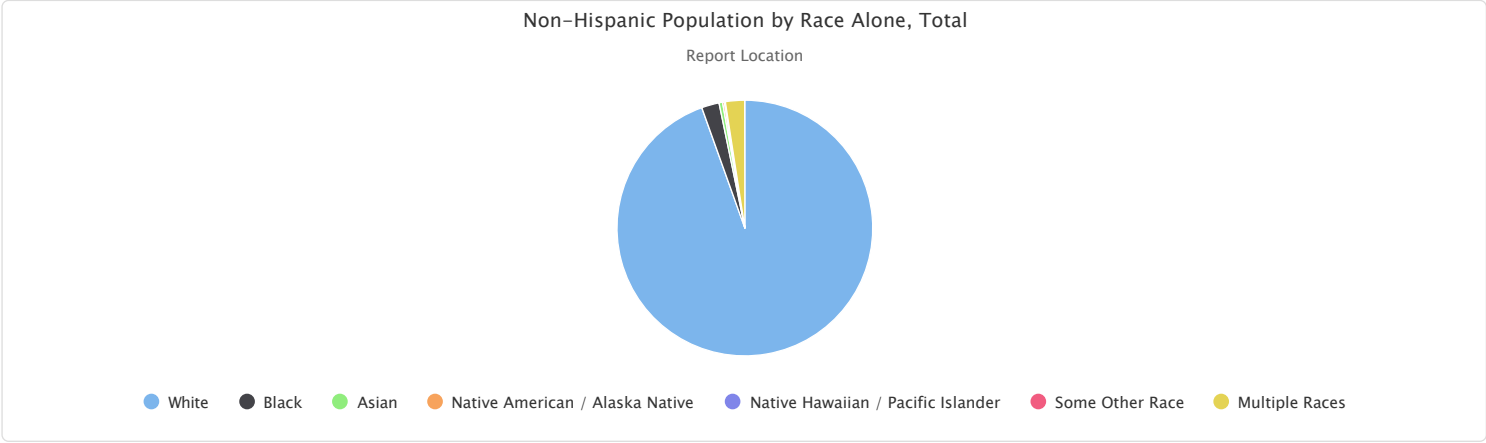 Non-Hispanic Population by Race Alone, Total
Report Location
White Black Asian Native American / Alaska Native Native Hawaiian / Pacific Islander Some Other Race Multiple Races